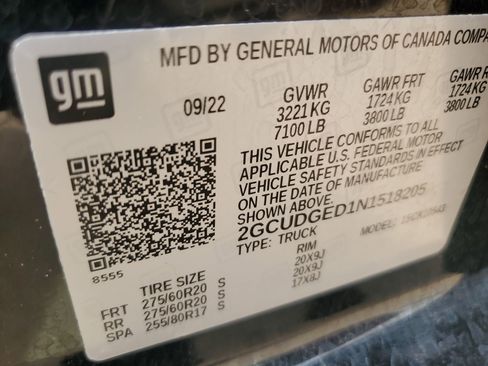 gm
MFD BY GENERAL MOTORS OF CANADA COMPA
09/22
GVWR GAWR FRT GAWR R
3221 KG 1724 KG 1724 KG
7100 LB 3800 LB 3800 LB
THIS VEHICLE CONFORMS TO ALL
APPLICABLE U.S. FEDERAL MOTOR
VEHICLE SAFETY STANDARDS IN EFFECT
ON THE DATE OF MANUFACTURE
SHOWN ABOVE.
2GCUDGED1N1518205
TYPE: TRUCK MODEL:
8555
TIRE SIZE RIM
FRT 275/60R20 S 20X9J
RR 275/60R20 S 20X9J
SPA 255/80R17 S 17X8J